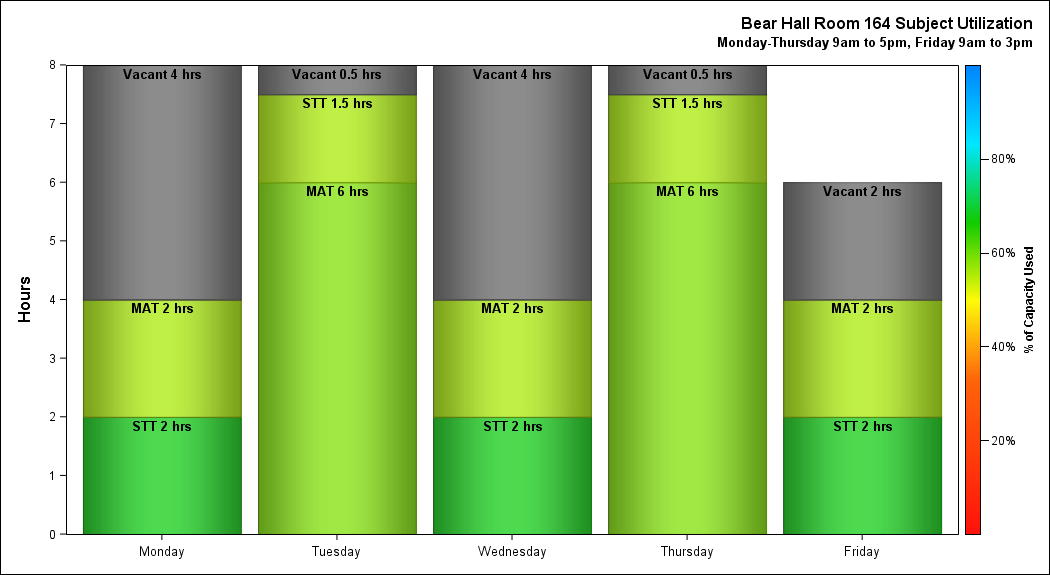 Bear Hall Room 164 Subject Utilization
Monday-Thursday 9am to 5pm, Friday 9am to 3pm
Hours
8
7
6
5
4
3
2
1
0
Vacant 4 hrs
MAT 2 hrs
STT 2 hrs
Vacant 0.5 hrs
STT 1.5 hrs
MAT 6 hrs
Vacant 4 hrs
MAT 2 hrs
STT 2 hrs
Vacant 0.5 hrs
STT 1.5 hrs
MAT 6 hrs
Vacant 2 hrs
MAT 2 hrs
STT 2 hrs
Monday
Tuesday
Wednesday
Thursday
Friday
80%
60%
40%
20%
% of Capacity Used